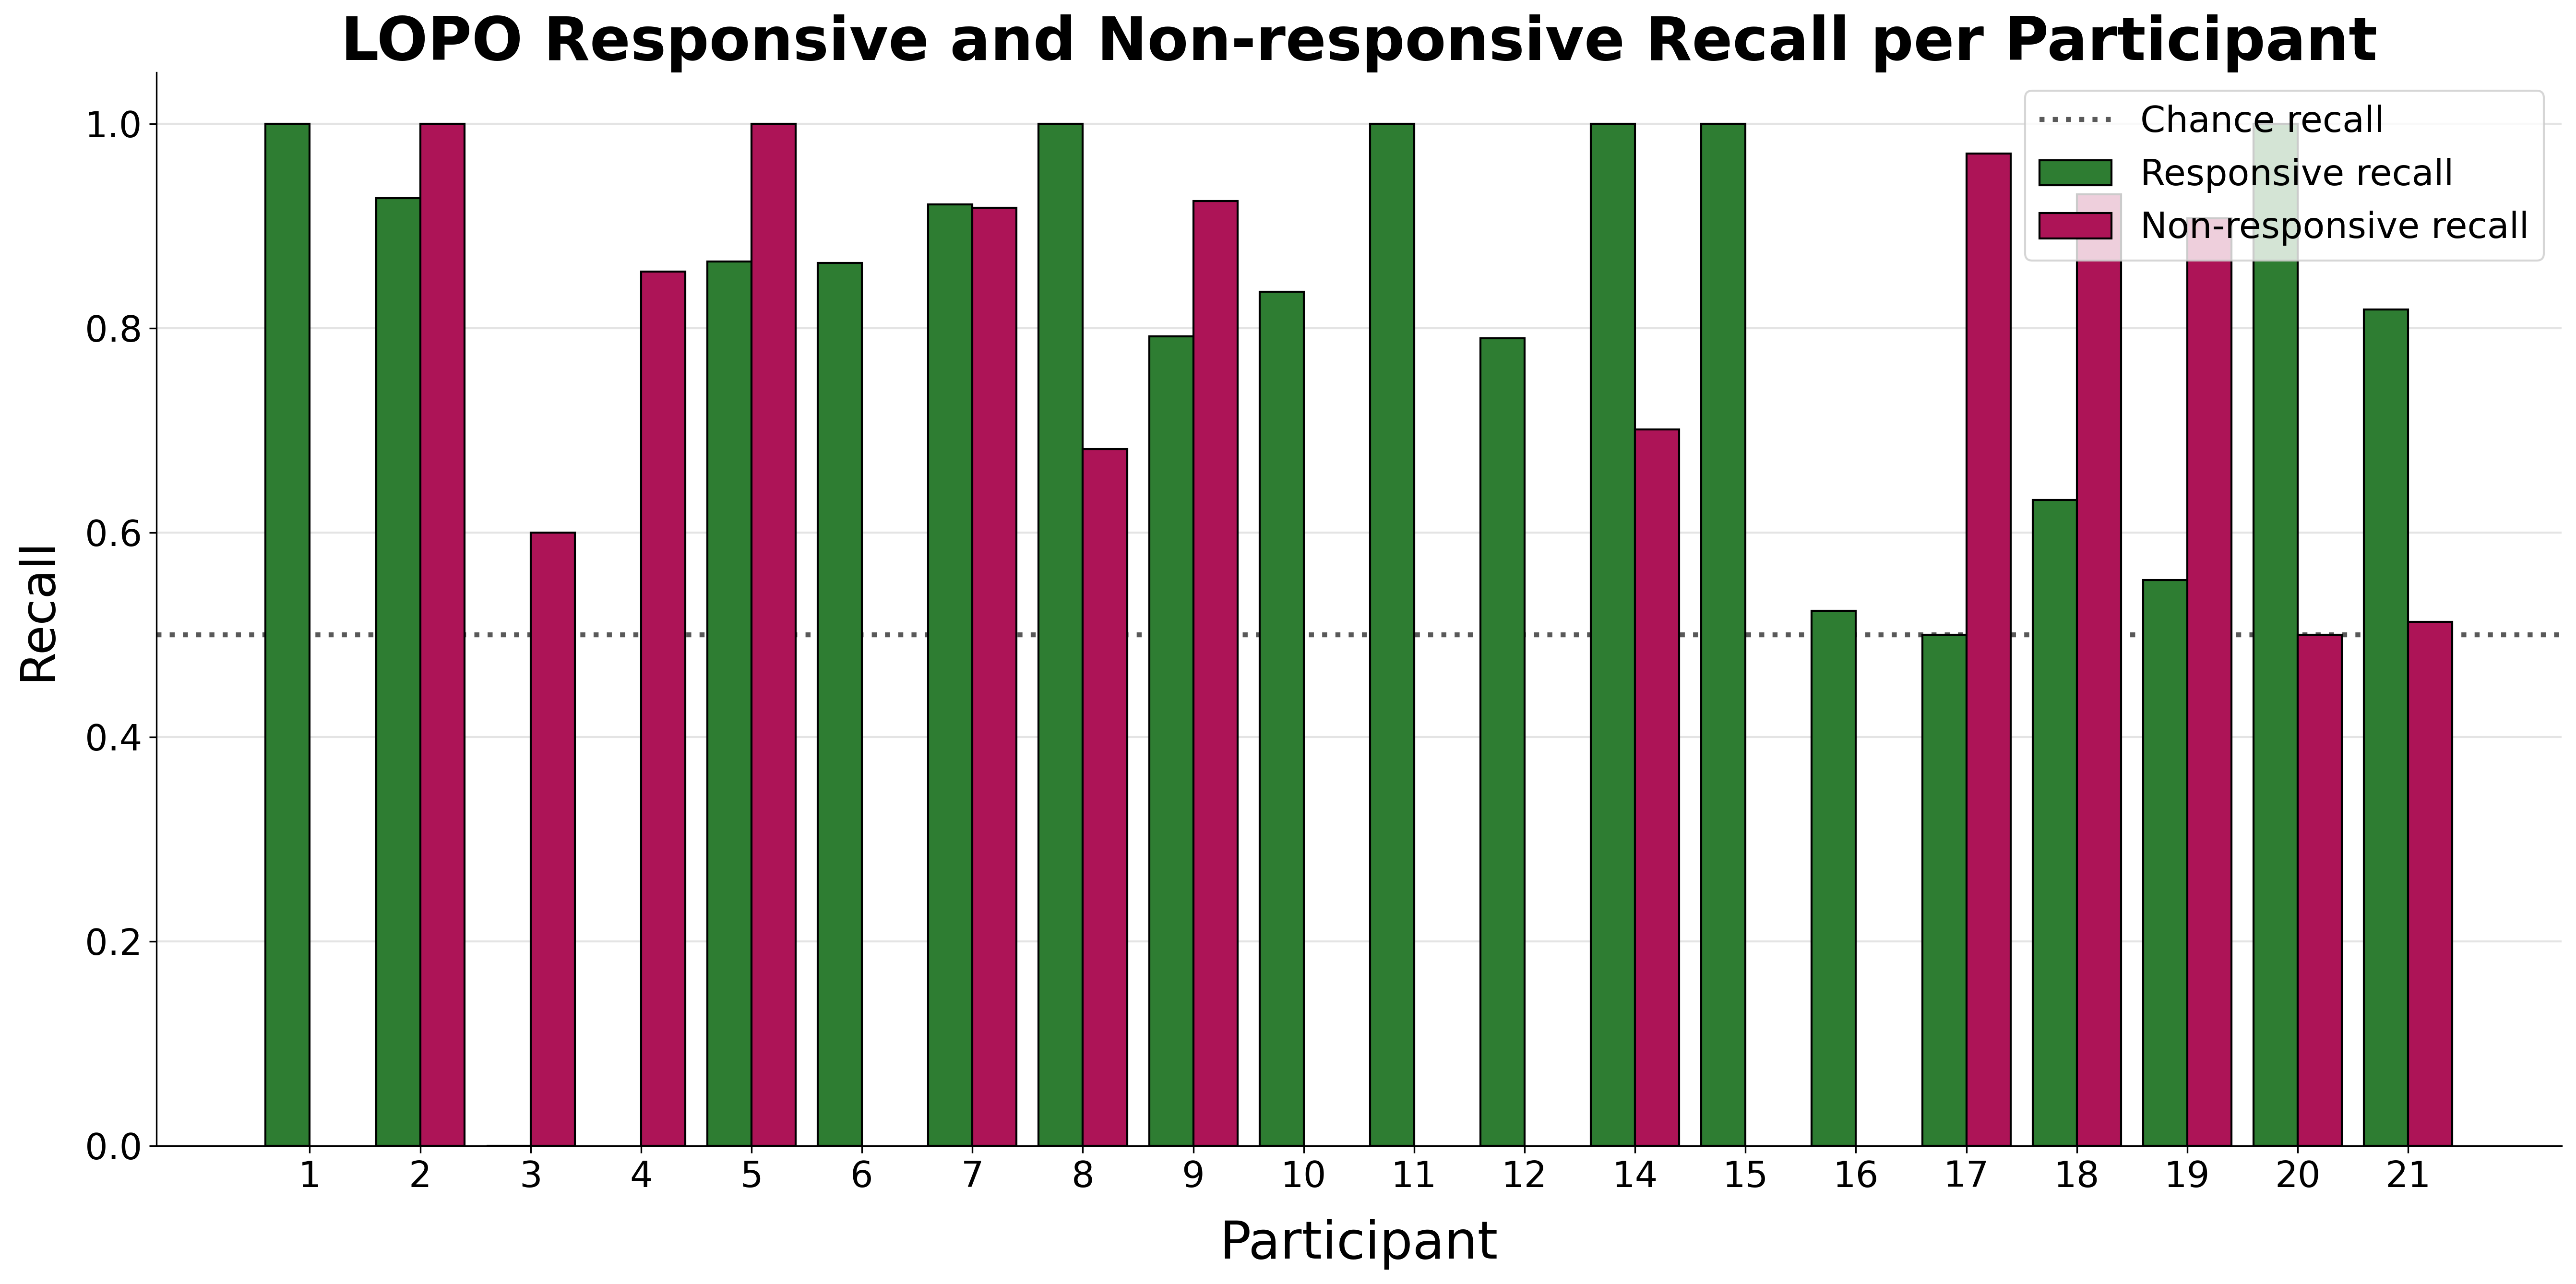 LOPO Responsive and Non-responsive Recall per Participant
Chance recall
Responsive recall
Non-responsive recall
1.0
0.8
0.6
0.4
0.2
0.0
Recall
1 2 3 4 5 6 7 8 9 10 11 12 14 15 16 17 18 19 20 21
Participant